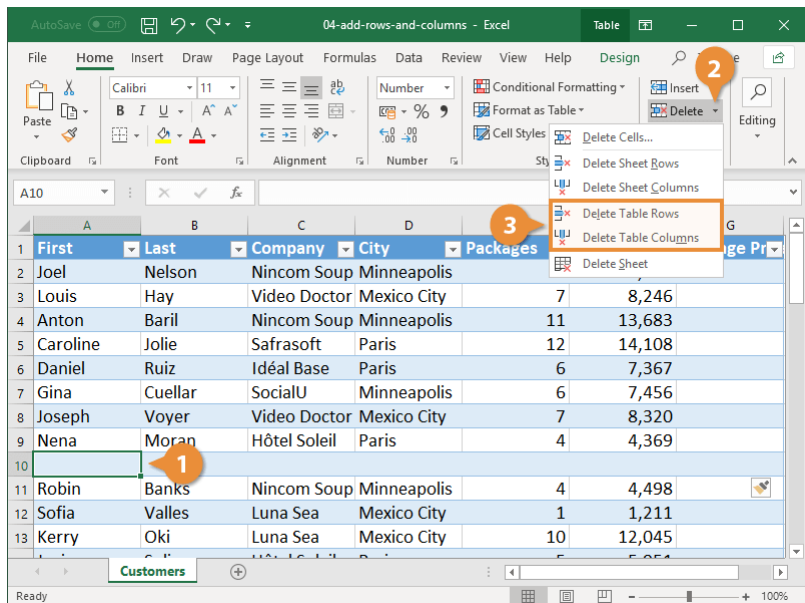 AutoSave Off 04-add-rows-and-columns - Excel Table
File Home Insert Draw Page Layout Formulas Data Review View Help Design
2
Calibri 11 Number Conditional Formatting Insert
Paste B I U A A % 9 Format as Table Delete Editing
Cell Styles
Clipboard Font Alignment Number
Delete Cells...
Delete Sheet Rows
Delete Sheet Columns
3
Delete Table Rows
Delete Table Columns
Delete Sheet
A10 fx
A B C D G
1 First Last Company City Packages
2 Joel Nelson Nincom Soup Minneapolis
3 Louis Hay Video Doctor Mexico City 7 8,246
4 Anton Baril Nincom Soup Minneapolis 11 13,683
5 Caroline Jolie Safrasoft Paris 12 14,108
6 Daniel Ruiz Idéal Base Paris 6 7,367
7 Gina Cuellar SocialU Minneapolis 6 7,456
8 Joseph Voyer Video Doctor Mexico City 7 8,320
9 Nena Moran Hôtel Soleil Paris 4 4,369
10 1
11 Robin Banks Nincom Soup Minneapolis 4 4,498
12 Sofia Valles Luna Sea Mexico City 1 1,211
13 Kerry Oki Luna Sea Mexico City 10 12,045
Customers
Ready 100%